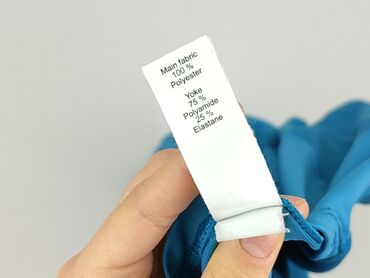 Main fabric
100 %
Polyester
Yoke
75 %
Polyamide
25 %
Elastane